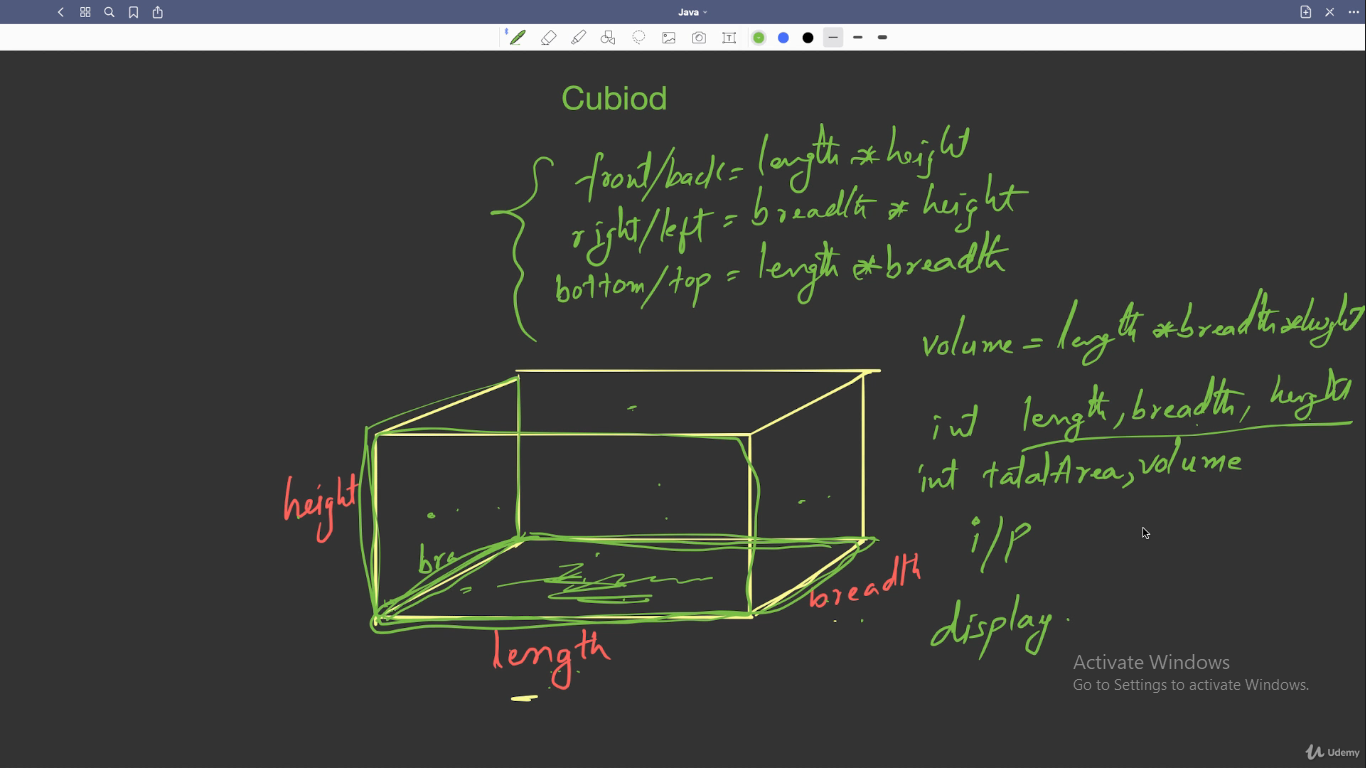 Java
Cubiod
front/back = length * height
right/left = breadth * height
bottom/top = length * breadth
volume = length * breadth * height
int length, breadth, height
int tatalArea, volume
height
bre
i/p
breadth
display.
length
Activate Windows
Go to Settings to activate Windows.
Udemy